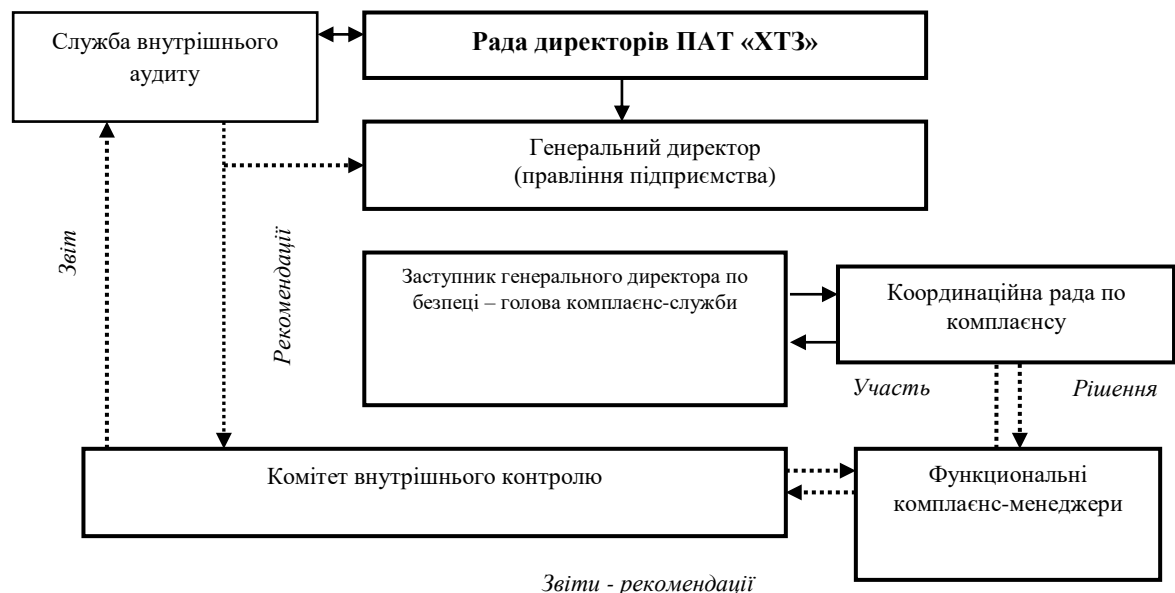 Служба внутрішнього
аудиту
Рада директорів ПАТ «ХТЗ»
Генеральний директор
(правління підприємства)
Звіт
Рекомендації
Заступник генерального директора по
безпеці – голова комплаєнс-служби
Координаційна рада по
комплаєнсу
Участь
Рішення
Комітет внутрішнього контролю
Функциональні
комплаєнс-менеджери
Звіти - рекомендації